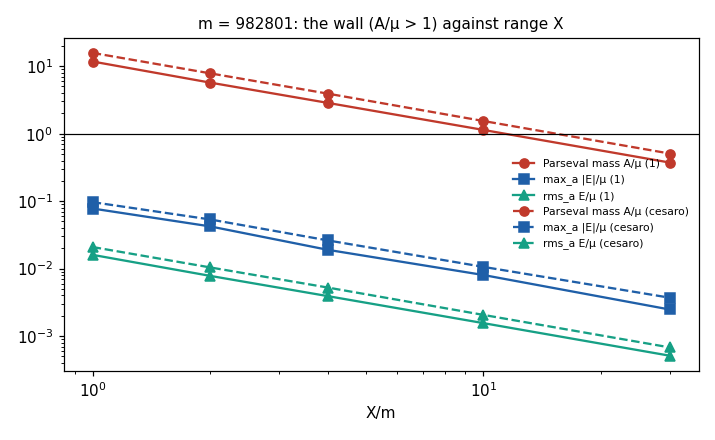 m = 982801: the wall (A/μ > 1) against range X
10¹
10⁰
10⁻¹
10⁻²
10⁻³
Parseval mass A/μ (1)
max_a |E|/μ (1)
rms_a E/μ (1)
Parseval mass A/μ (cesaro)
max_a |E|/μ (cesaro)
rms_a E/μ (cesaro)
10⁰ 10¹
X/m